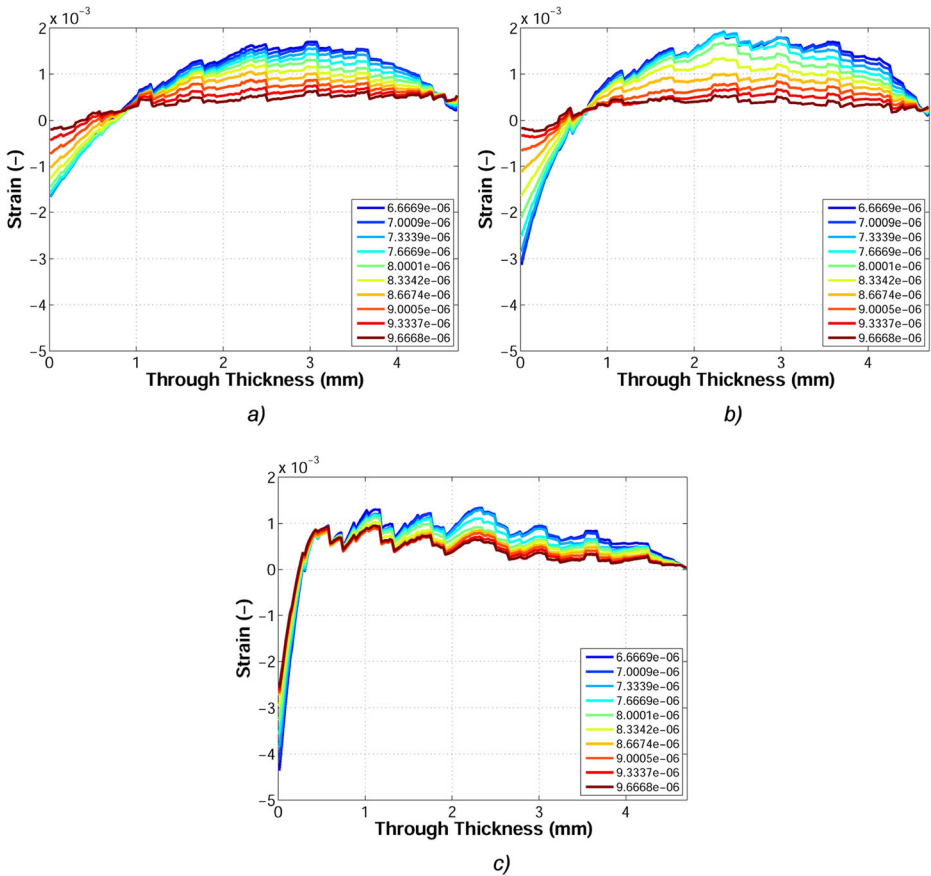 x 10⁻³
2
1
0
−1
−2
−3
−4
−5
Strain (−)
0 1 2 3 4
Through Thickness (mm)
6.6669e−06
7.0009e−06
7.3339e−06
7.6669e−06
8.0001e−06
8.3342e−06
8.6674e−06
9.0005e−06
9.3337e−06
9.6668e−06
a)
x 10⁻³
2
1
0
−1
−2
−3
−4
−5
Strain (−)
0 1 2 3 4
Through Thickness (mm)
6.6669e−06
7.0009e−06
7.3339e−06
7.6669e−06
8.0001e−06
8.3342e−06
8.6674e−06
9.0005e−06
9.3337e−06
9.6668e−06
b)
x 10⁻³
2
1
0
−1
−2
−3
−4
−5
Strain (−)
0 1 2 3 4
Through Thickness (mm)
6.6669e−06
7.0009e−06
7.3339e−06
7.6669e−06
8.0001e−06
8.3342e−06
8.6674e−06
9.0005e−06
9.3337e−06
9.6668e−06
c)